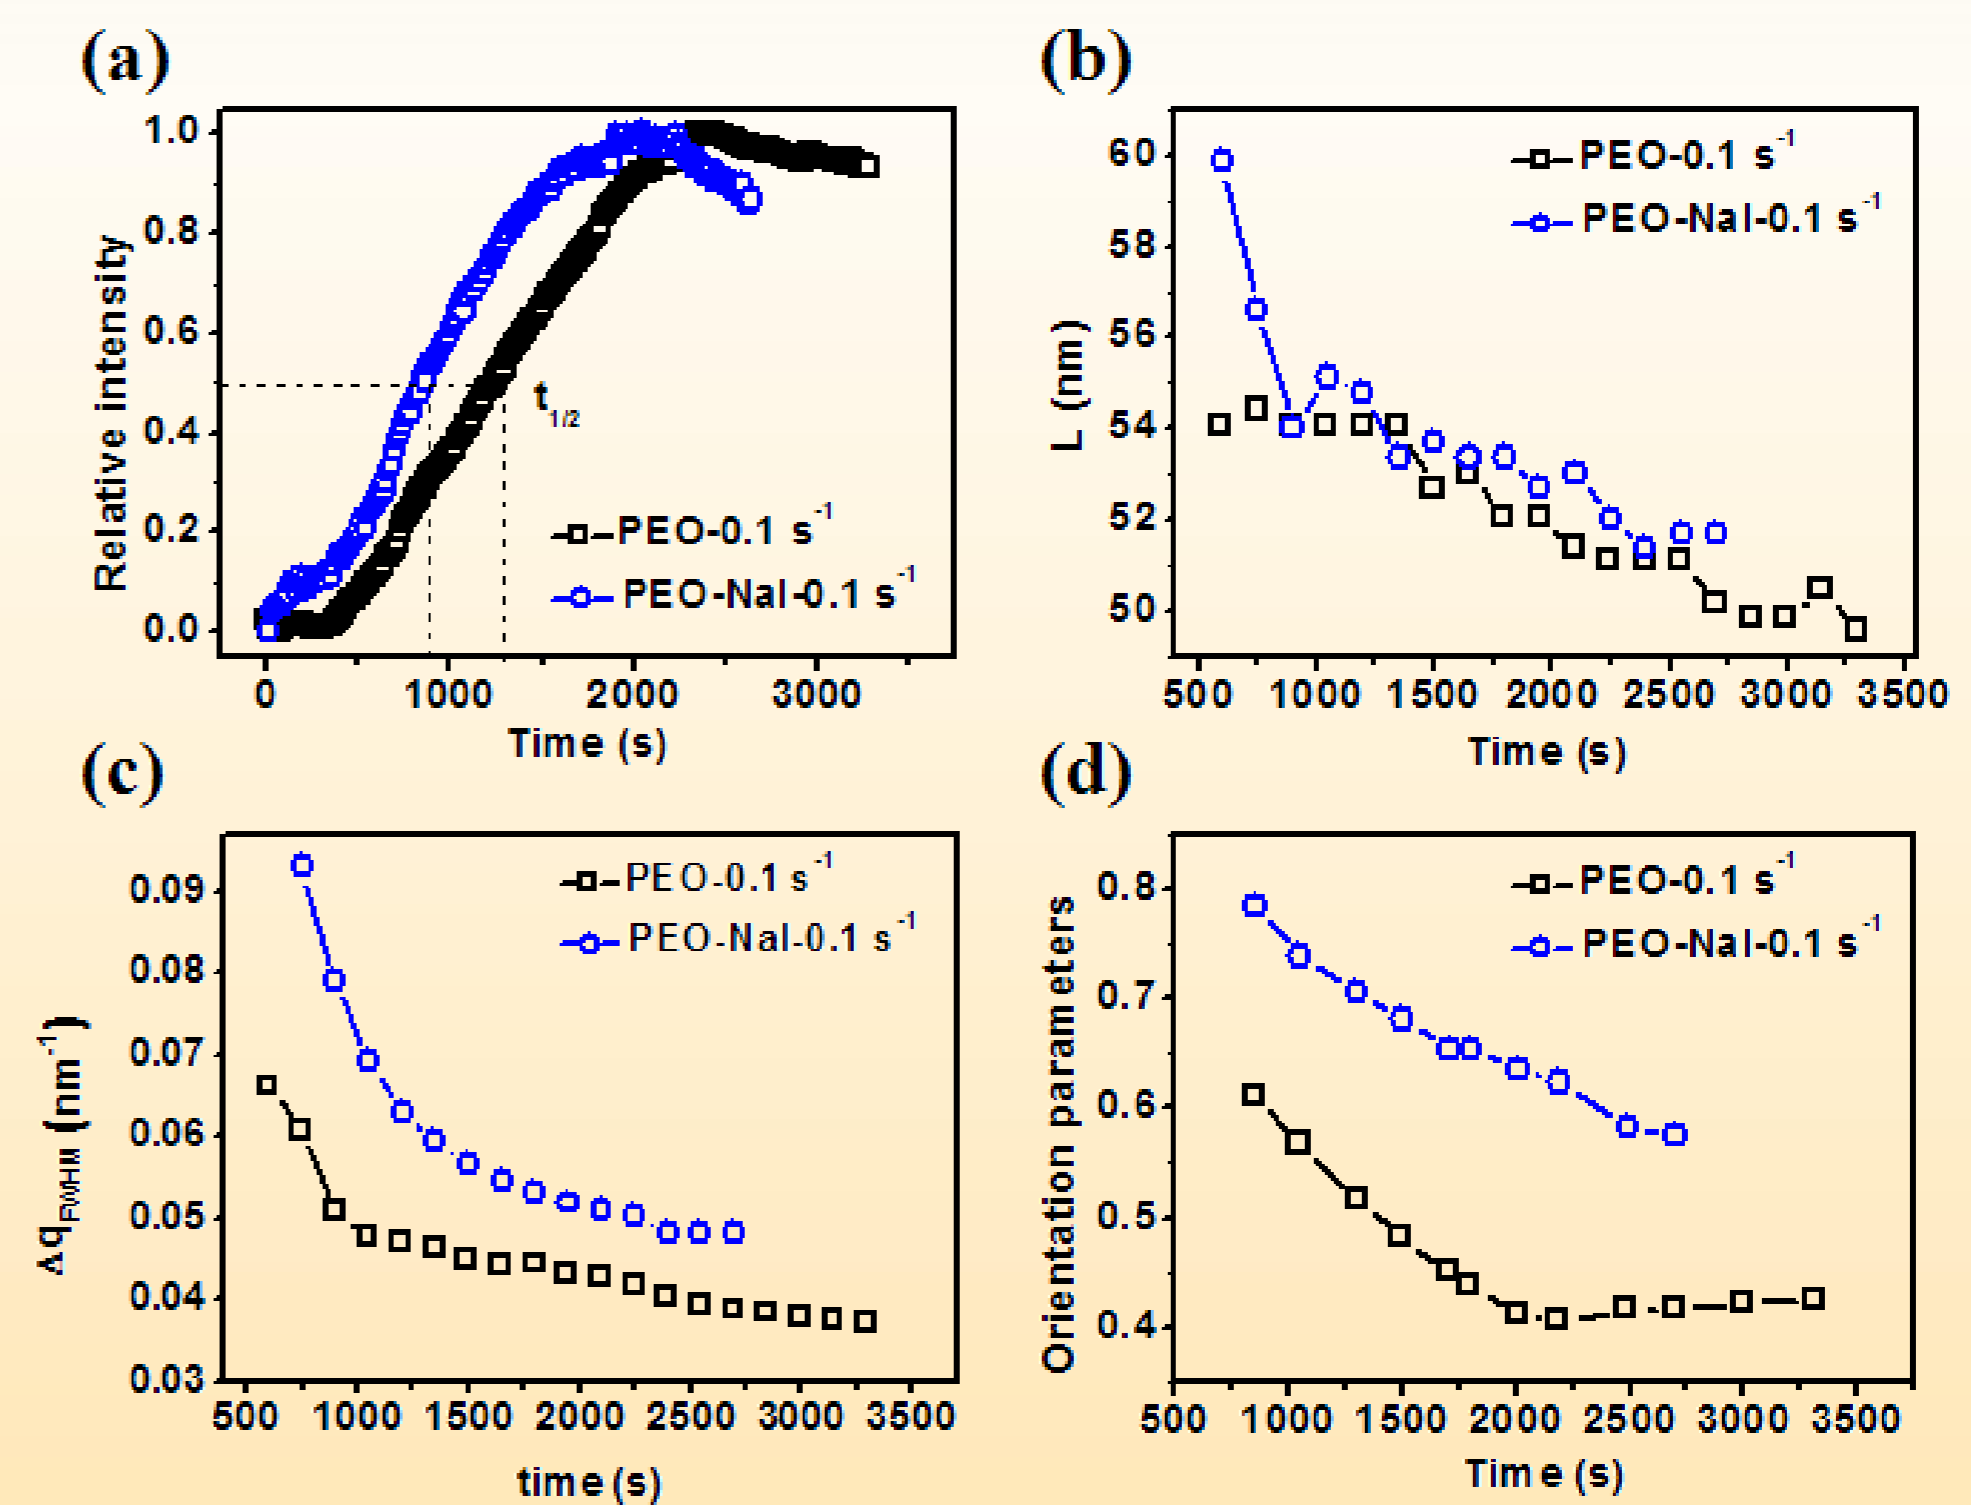 (a)
Relative intensity
1.0
0.8
0.6
0.4
0.2
0.0
t1/2
PEO-0.1 s-1
PEO-NaI-0.1 s-1
0 1000 2000 3000
Time (s)
(b)
L (nm)
60
58
56
54
52
50
PEO-0.1 s-1
PEO-NaI-0.1 s-1
500 1000 1500 2000 2500 3000 3500
Time (s)
(c)
ΔqFWHM (nm-1)
0.09
0.08
0.07
0.06
0.05
0.04
0.03
PEO-0.1 s-1
PEO-NaI-0.1 s-1
500 1000 1500 2000 2500 3000 3500
time (s)
(d)
Orientation parameters
0.8
0.7
0.6
0.5
0.4
PEO-0.1 s-1
PEO-NaI-0.1 s-1
500 1000 1500 2000 2500 3000 3500
Time (s)